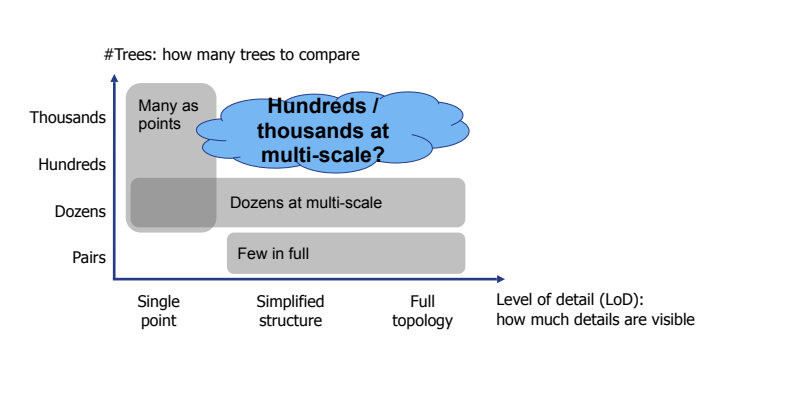 #Trees: how many trees to compare
Thousands
Hundreds
Dozens
Pairs
Many as
points
Hundreds /
thousands at
multi-scale?
Dozens at multi-scale
Few in full
Single
point
Simplified
structure
Full
topology
Level of detail (LoD):
how much details are visible